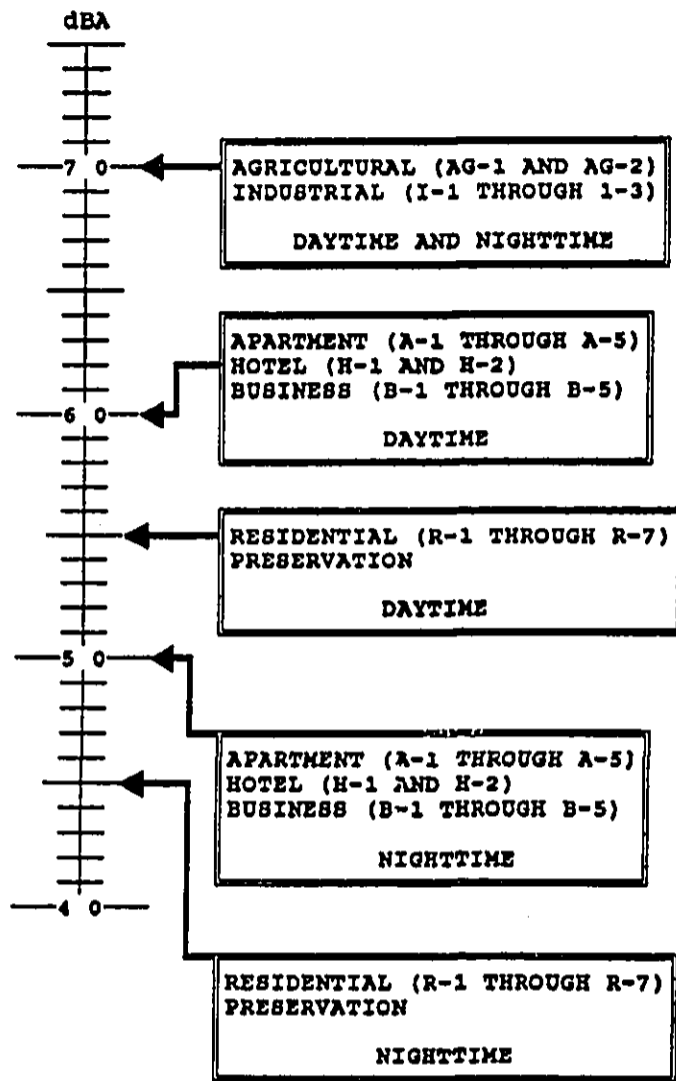 dBA
70
AGRICULTURAL (AG-1 AND AG-2)
INDUSTRIAL (I-1 THROUGH 1-3)
DAYTIME AND NIGHTTIME
APARTMENT (A-1 THROUGH A-5)
HOTEL (H-1 AND H-2)
BUSINESS (B-1 THROUGH B-5)
DAYTIME
60
RESIDENTIAL (R-1 THROUGH R-7)
PRESERVATION
DAYTIME
50
APARTMENT (A-1 THROUGH A-5)
HOTEL (H-1 AND H-2)
BUSINESS (B-1 THROUGH B-5)
NIGHTTIME
40
RESIDENTIAL (R-1 THROUGH R-7)
PRESERVATION
NIGHTTIME